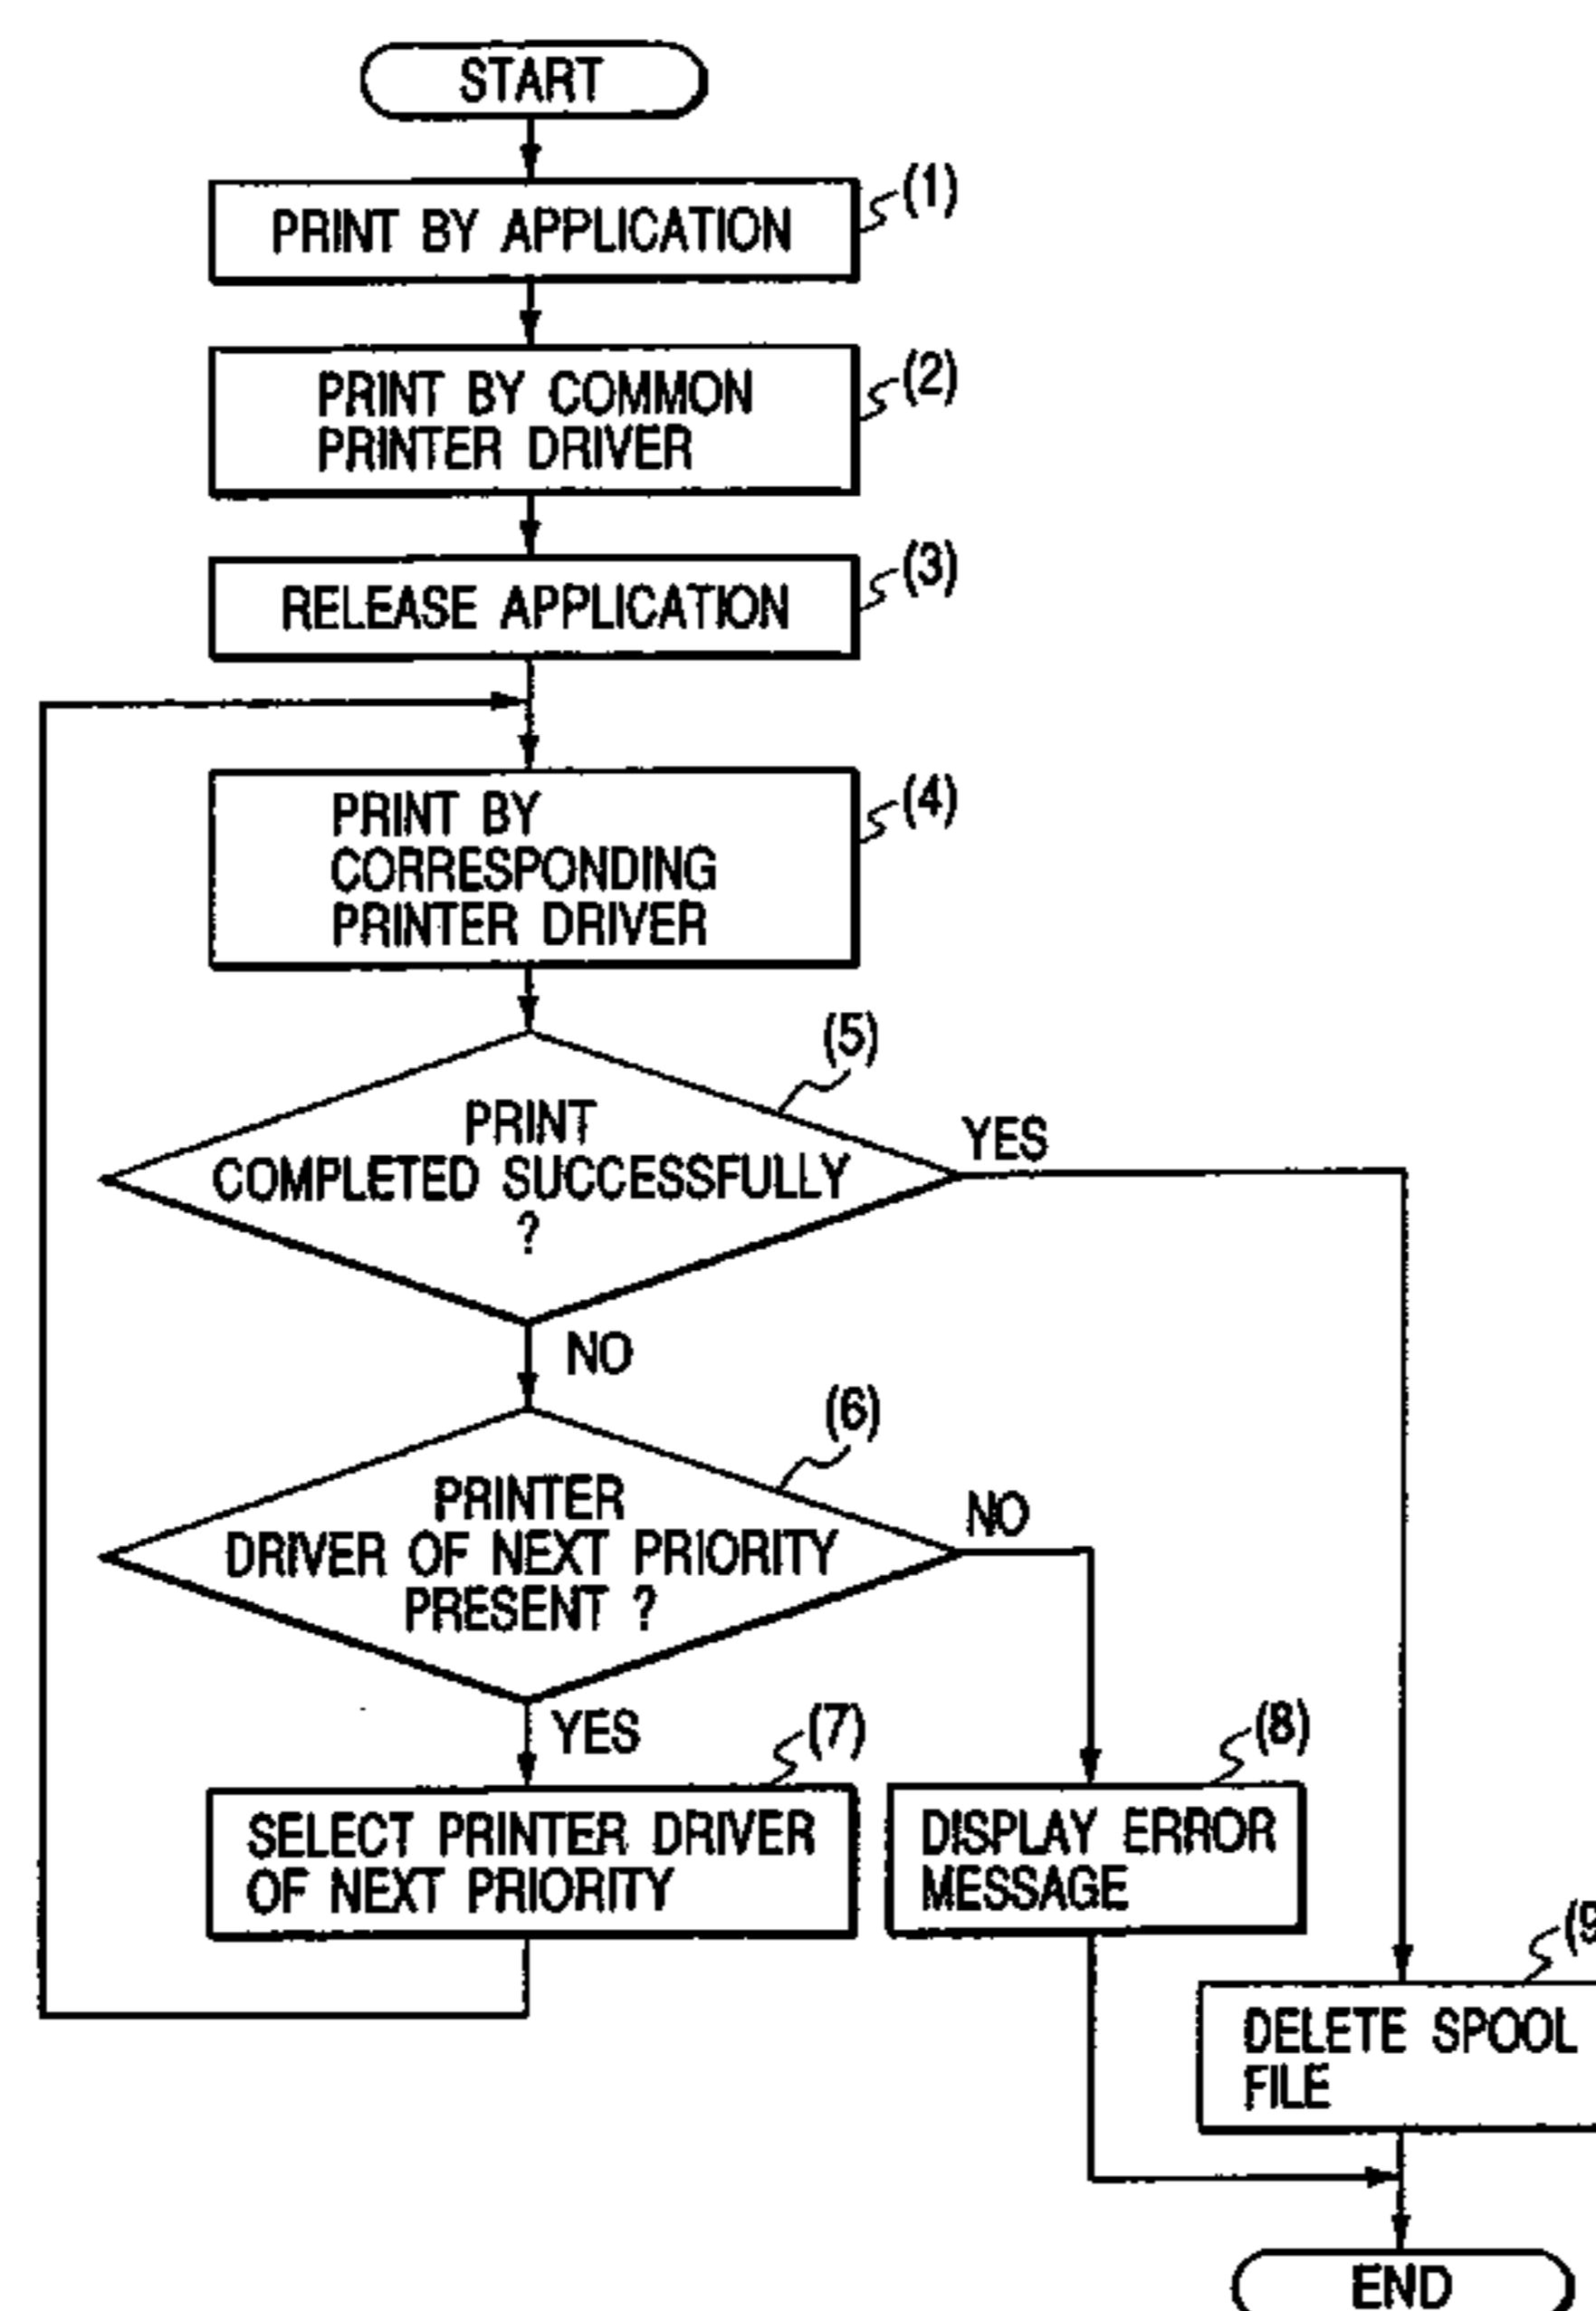 START
PRINT BY APPLICATION
(1)
PRINT BY COMMON
PRINTER DRIVER
(2)
RELEASE APPLICATION
(3)
PRINT BY
CORRESPONDING
PRINTER DRIVER
(4)
(5)
PRINT
COMPLETED SUCCESSFULLY
?
YES
NO
(6)
PRINTER
DRIVER OF NEXT PRIORITY
PRESENT ?
NO
YES
(7)
SELECT PRINTER DRIVER
OF NEXT PRIORITY
(8)
DISPLAY ERROR
MESSAGE
(9
DELETE SPOOL
FILE
END